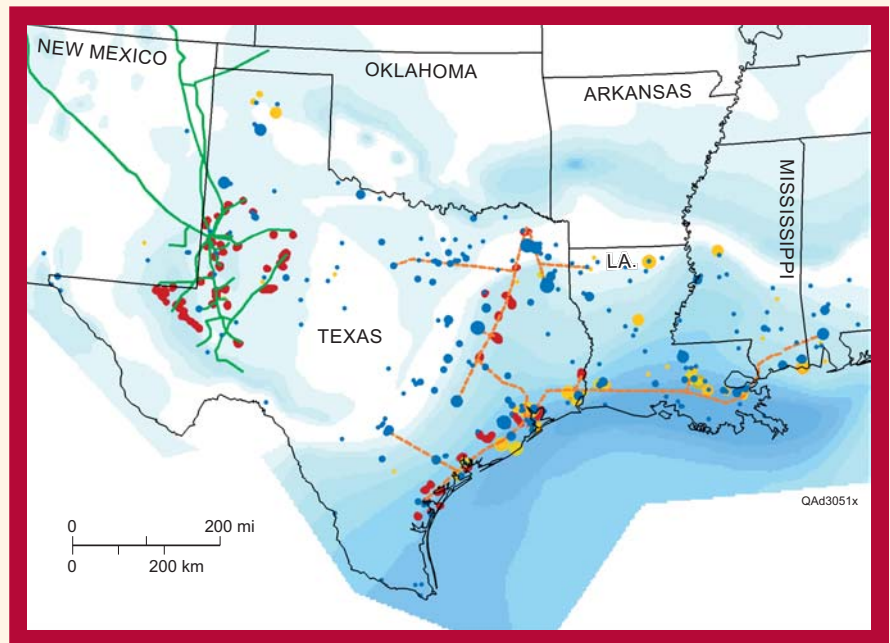 NEW MEXICO
OKLAHOMA
ARKANSAS
MISSISSIPPI
LA.
TEXAS
QAd3051x
0 200 mi
0 200 km